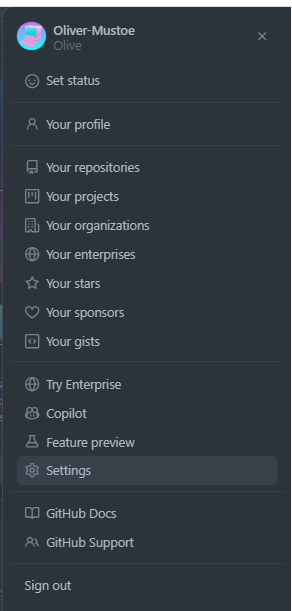 Oliver-Mustoe
Olive
Set status
Your profile
Your repositories
Your projects
Your organizations
Your enterprises
Your stars
Your sponsors
Your gists
Try Enterprise
Copilot
Feature preview
Settings
GitHub Docs
GitHub Support
Sign out